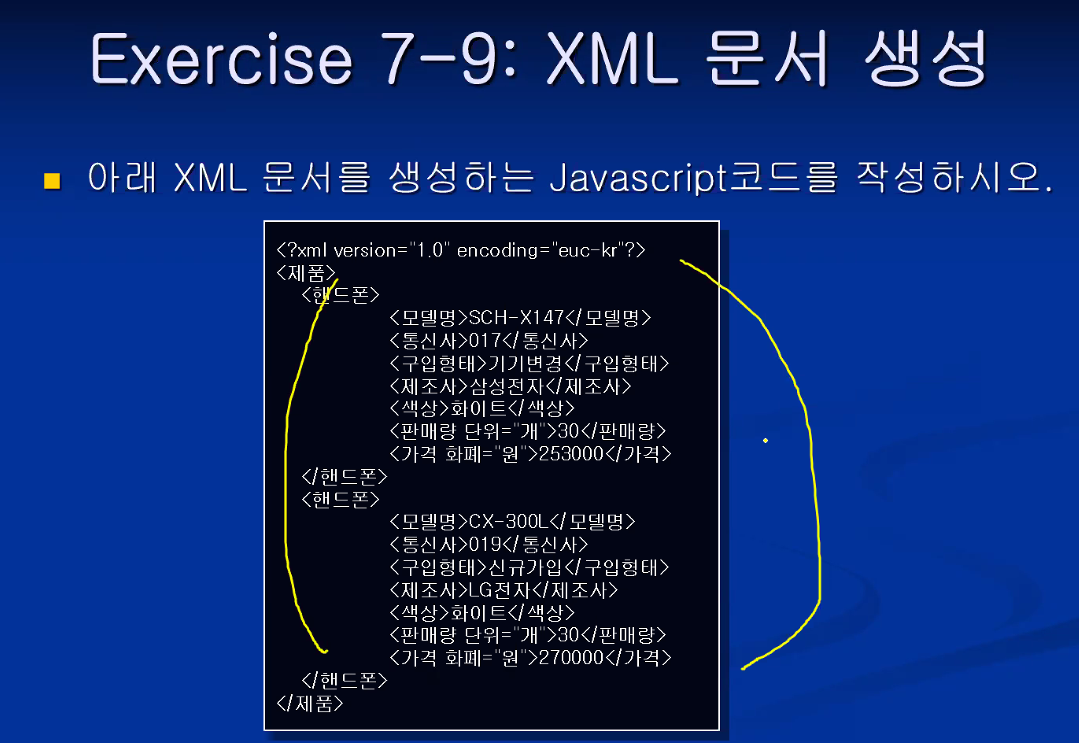 Exercise 7-9: XML 문서 생성
아래 XML 문서를 생성하는 Javascript코드를 작성하시오.
<?xml version="1.0" encoding="euc-kr"?>
<제품>
<핸드폰>
<모델명>SCH-X147</모델명>
<통신사>017</통신사>
<구입형태>기기변경</구입형태>
<제조사>삼성전자</제조사>
<색상>화이트</색상>
<판매량 단위="개">30</판매량>
<가격 화폐="원">253000</가격>
</핸드폰>
<핸드폰>
<모델명>CX-300L</모델명>
<통신사>019</통신사>
<구입형태>신규가입</구입형태>
<제조사>LG전자</제조사>
<색상>화이트</색상>
<판매량 단위="개">30</판매량>
<가격 화폐="원">270000</가격>
</핸드폰>
</제품>